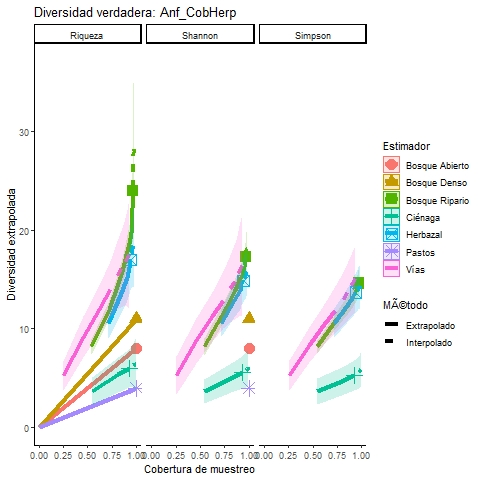 Diversidad verdadera: Anf_CobHerp
Riqueza Shannon Simpson
Diversidad extrapolada
30
20
10
0
0.00 0.25 0.50 0.75 1.00 0.00 0.25 0.50 0.75 1.00 0.00 0.25 0.50 0.75 1.00
Cobertura de muestreo
Estimador
Bosque Abierto
Bosque Denso
Bosque Ripario
Ciénaga
Herbazal
Pastos
Vías
MÃ©todo
Extrapolado
Interpolado